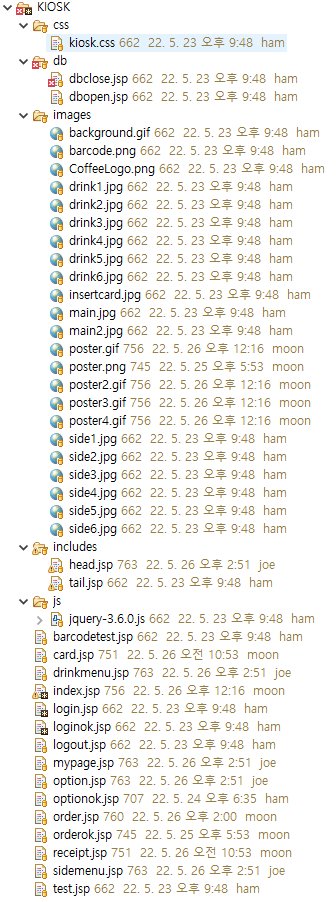 KIOSK
css
kiosk.css 662 22. 5. 23 오후 9:48 ham
db
dbclose.jsp 662 22. 5. 23 오후 9:48 ham
dbopen.jsp 662 22. 5. 23 오후 9:48 ham
images
background.gif 662 22. 5. 23 오후 9:48 ham
barcode.png 662 22. 5. 23 오후 9:48 ham
CoffeeLogo.png 662 22. 5. 23 오후 9:48 ham
drink1.jpg 662 22. 5. 23 오후 9:48 ham
drink2.jpg 662 22. 5. 23 오후 9:48 ham
drink3.jpg 662 22. 5. 23 오후 9:48 ham
drink4.jpg 662 22. 5. 23 오후 9:48 ham
drink5.jpg 662 22. 5. 23 오후 9:48 ham
drink6.jpg 662 22. 5. 23 오후 9:48 ham
insertcard.jpg 662 22. 5. 23 오후 9:48 ham
main.jpg 662 22. 5. 23 오후 9:48 ham
main2.jpg 662 22. 5. 23 오후 9:48 ham
poster.gif 756 22. 5. 26 오후 12:16 moon
poster.png 745 22. 5. 25 오후 5:53 moon
poster2.gif 756 22. 5. 26 오후 12:16 moon
poster3.gif 756 22. 5. 26 오후 12:16 moon
poster4.gif 756 22. 5. 26 오후 12:16 moon
side1.jpg 662 22. 5. 23 오후 9:48 ham
side2.jpg 662 22. 5. 23 오후 9:48 ham
side3.jpg 662 22. 5. 23 오후 9:48 ham
side4.jpg 662 22. 5. 23 오후 9:48 ham
side5.jpg 662 22. 5. 23 오후 9:48 ham
side6.jpg 662 22. 5. 23 오후 9:48 ham
includes
head.jsp 763 22. 5. 26 오후 2:51 joe
tail.jsp 662 22. 5. 23 오후 9:48 ham
js
jquery-3.6.0.js 662 22. 5. 23 오후 9:48 ham
barcodetest.jsp 662 22. 5. 23 오후 9:48 ham
card.jsp 751 22. 5. 26 오전 10:53 moon
drinkmenu.jsp 763 22. 5. 26 오후 2:51 joe
index.jsp 756 22. 5. 26 오후 12:16 moon
login.jsp 662 22. 5. 23 오후 9:48 ham
loginok.jsp 662 22. 5. 23 오후 9:48 ham
logout.jsp 662 22. 5. 23 오후 9:48 ham
mypage.jsp 763 22. 5. 26 오후 2:51 joe
option.jsp 763 22. 5. 26 오후 2:51 joe
optionok.jsp 707 22. 5. 24 오후 6:35 ham
order.jsp 760 22. 5. 26 오후 2:00 moon
orderok.jsp 745 22. 5. 25 오후 5:53 moon
receipt.jsp 751 22. 5. 26 오전 10:53 moon
sidemenu.jsp 763 22. 5. 26 오후 2:51 joe
test.jsp 662 22. 5. 23 오후 9:48 ham